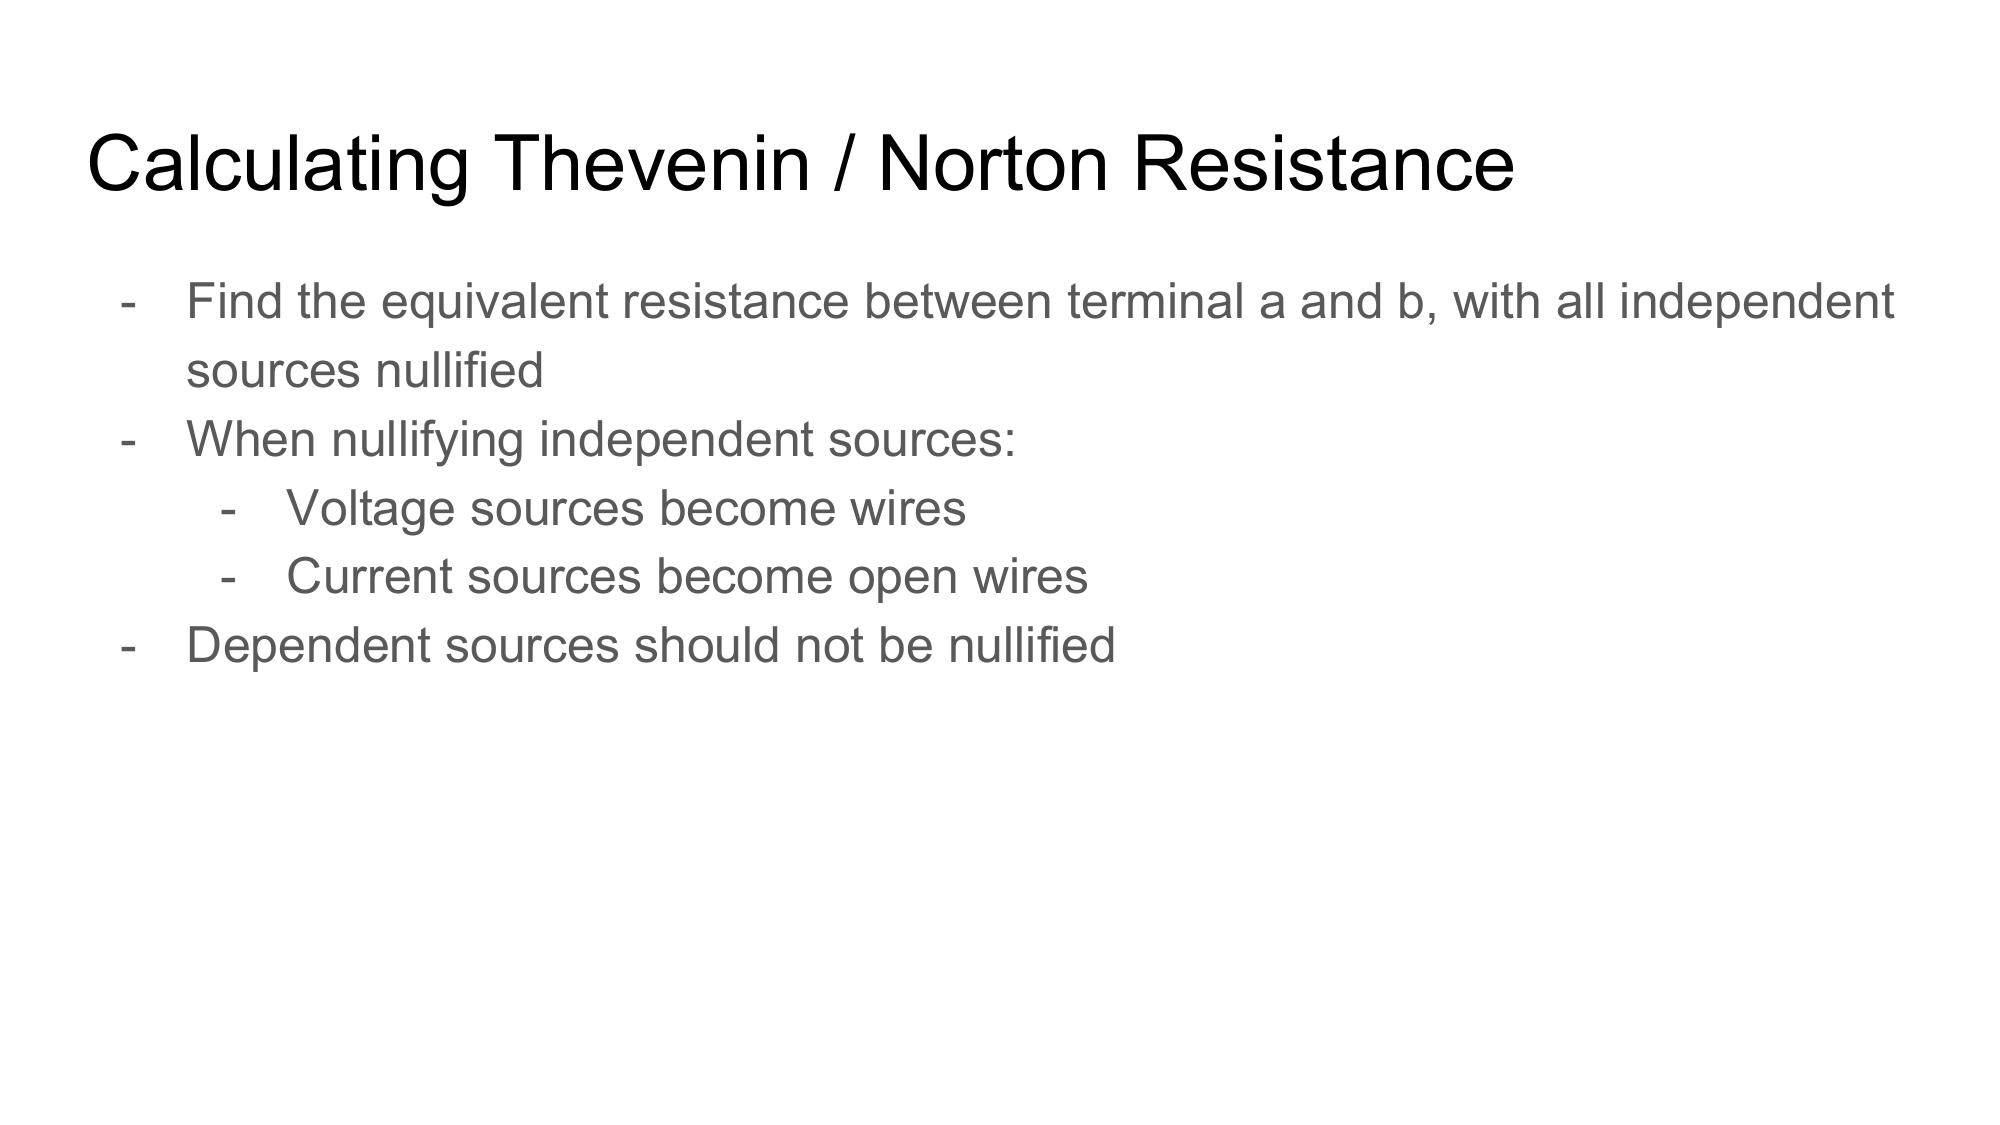 Calculating Thevenin / Norton Resistance
- Find the equivalent resistance between terminal a and b, with all independent
sources nullified
- When nullifying independent sources:
- Voltage sources become wires
- Current sources become open wires
- Dependent sources should not be nullified